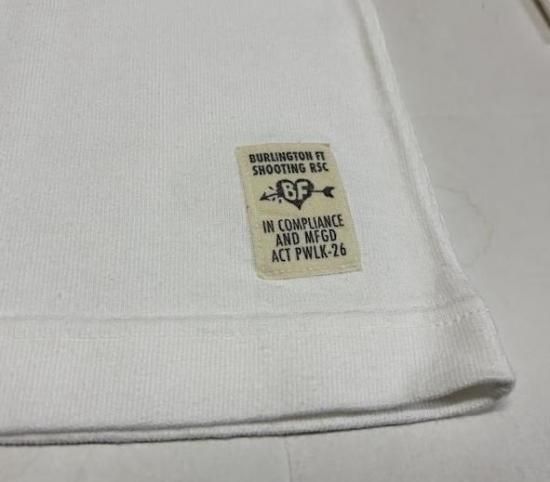 BURLINGTON FT
SHOOTING RSC
BF
IN COMPLIANCE
AND MFGD
ACT PWLK-26